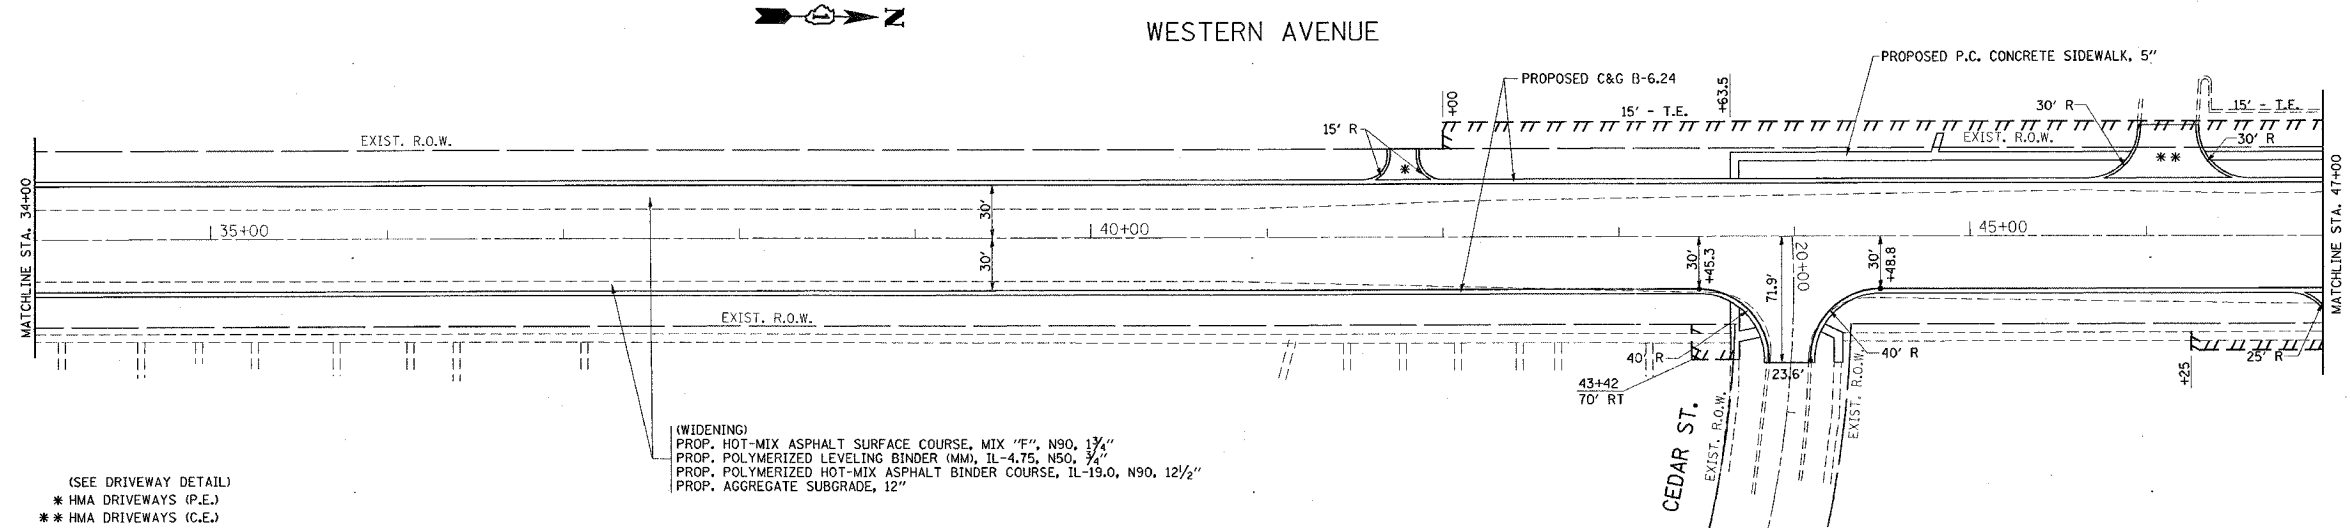 N
WESTERN AVENUE
PROPOSED P.C. CONCRETE SIDEWALK, 5"
PROPOSED C&G B-6.24
+00
15' - T.E.
+63.5
30' R
15' - T.E.
15' R
EXIST. R.O.W.
EXIST. R.O.W.
30' R
*
* *
MATCHLINE STA. 34+00
MATCHLINE STA. 47+00
30'
35+00
40+00
45+00
30'
30'
+45.3
71.9'
20+00
30'
+48.8
EXIST. R.O.W.
40' R
40' R
25' R
23.6'
43+42
70' RT
+25
CEDAR ST.
EXIST. R.O.W.
EXIST. R.O.W.
(WIDENING)
PROP. HOT-MIX ASPHALT SURFACE COURSE, MIX "F", N90, 1 3/4"
PROP. POLYMERIZED LEVELING BINDER (MM), IL-4.75, N50, 3/4"
PROP. POLYMERIZED HOT-MIX ASPHALT BINDER COURSE, IL-19.0, N90, 12 1/2"
PROP. AGGREGATE SUBGRADE, 12"
(SEE DRIVEWAY DETAIL)
* HMA DRIVEWAYS (P.E.)
* * HMA DRIVEWAYS (C.E.)